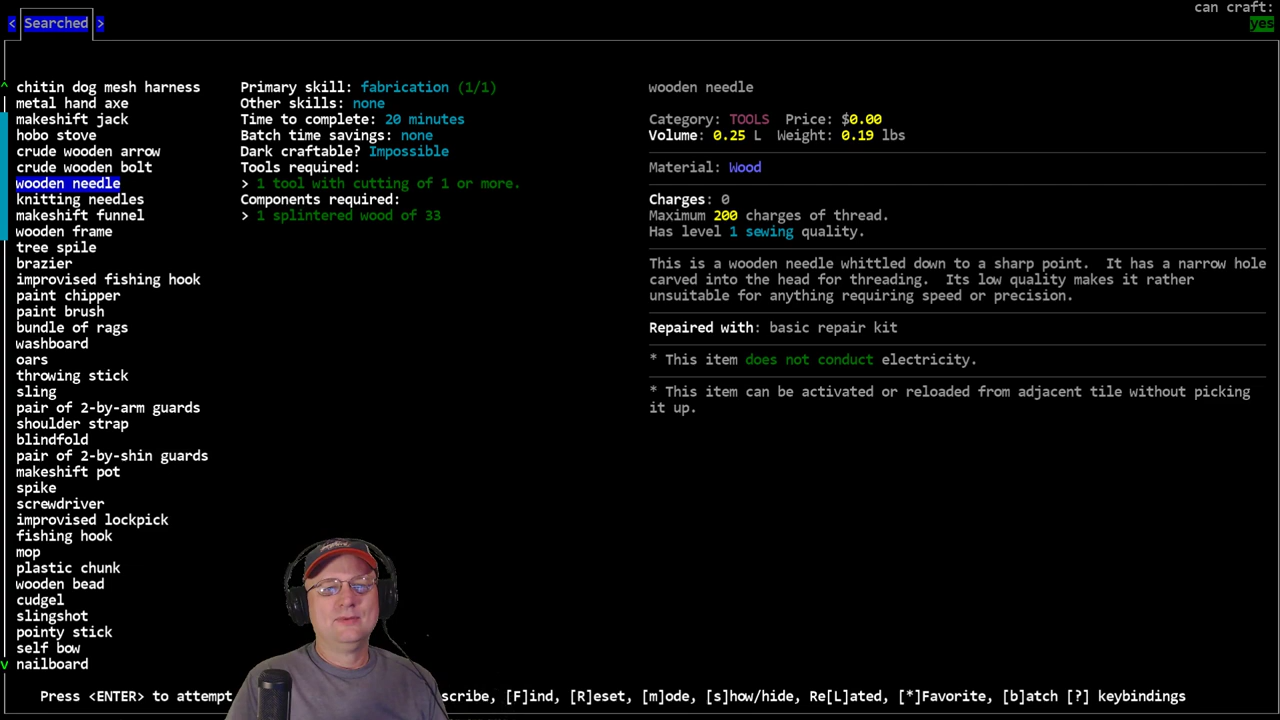 can craft:
< Searched > yes
^ chitin dog mesh harness
metal hand axe
makeshift jack
hobo stove
crude wooden arrow
crude wooden bolt
wooden needle
knitting needles
makeshift funnel
wooden frame
tree spile
brazier
improvised fishing hook
paint chipper
paint brush
bundle of rags
washboard
oars
throwing stick
sling
pair of 2-by-arm guards
shoulder strap
blindfold
pair of 2-by-shin guards
makeshift pot
spike
screwdriver
improvised lockpick
fishing hook
mop
plastic chunk
wooden bead
cudgel
slingshot
pointy stick
self bow
v nailboard
Primary skill: fabrication (1/1)
Other skills: none
Time to complete: 20 minutes
Batch time savings: none
Dark craftable? Impossible
Tools required:
> 1 tool with cutting of 1 or more.
Components required:
> 1 splintered wood of 33
wooden needle
Category: TOOLS Price: $0.00
Volume: 0.25 L Weight: 0.19 lbs
Material: Wood
Charges: 0
Maximum 200 charges of thread.
Has level 1 sewing quality.
This is a wooden needle whittled down to a sharp point. It has a narrow hole
carved into the head for threading. Its low quality makes it rather
unsuitable for anything requiring speed or precision.
Repaired with: basic repair kit
* This item does not conduct electricity.
* This item can be activated or reloaded from adjacent tile without picking
it up.
Press <ENTER> to attempt scribe, [F]ind, [R]eset, [m]ode, [s]how/hide, Re[L]ated, [*]Favorite, [b]atch [?] keybindings